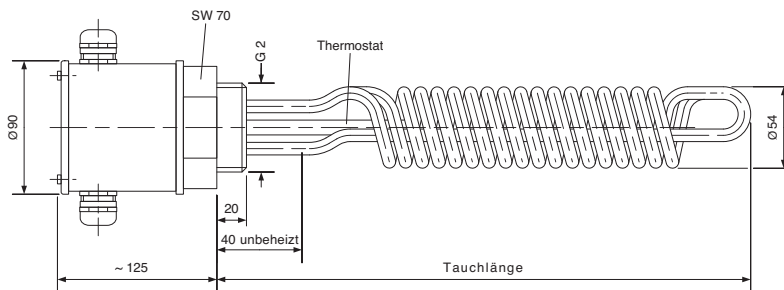 SW 70
G 2
Thermostat
Ø90
Ø54
20
40 unbeheizt
~ 125
Tauchlänge